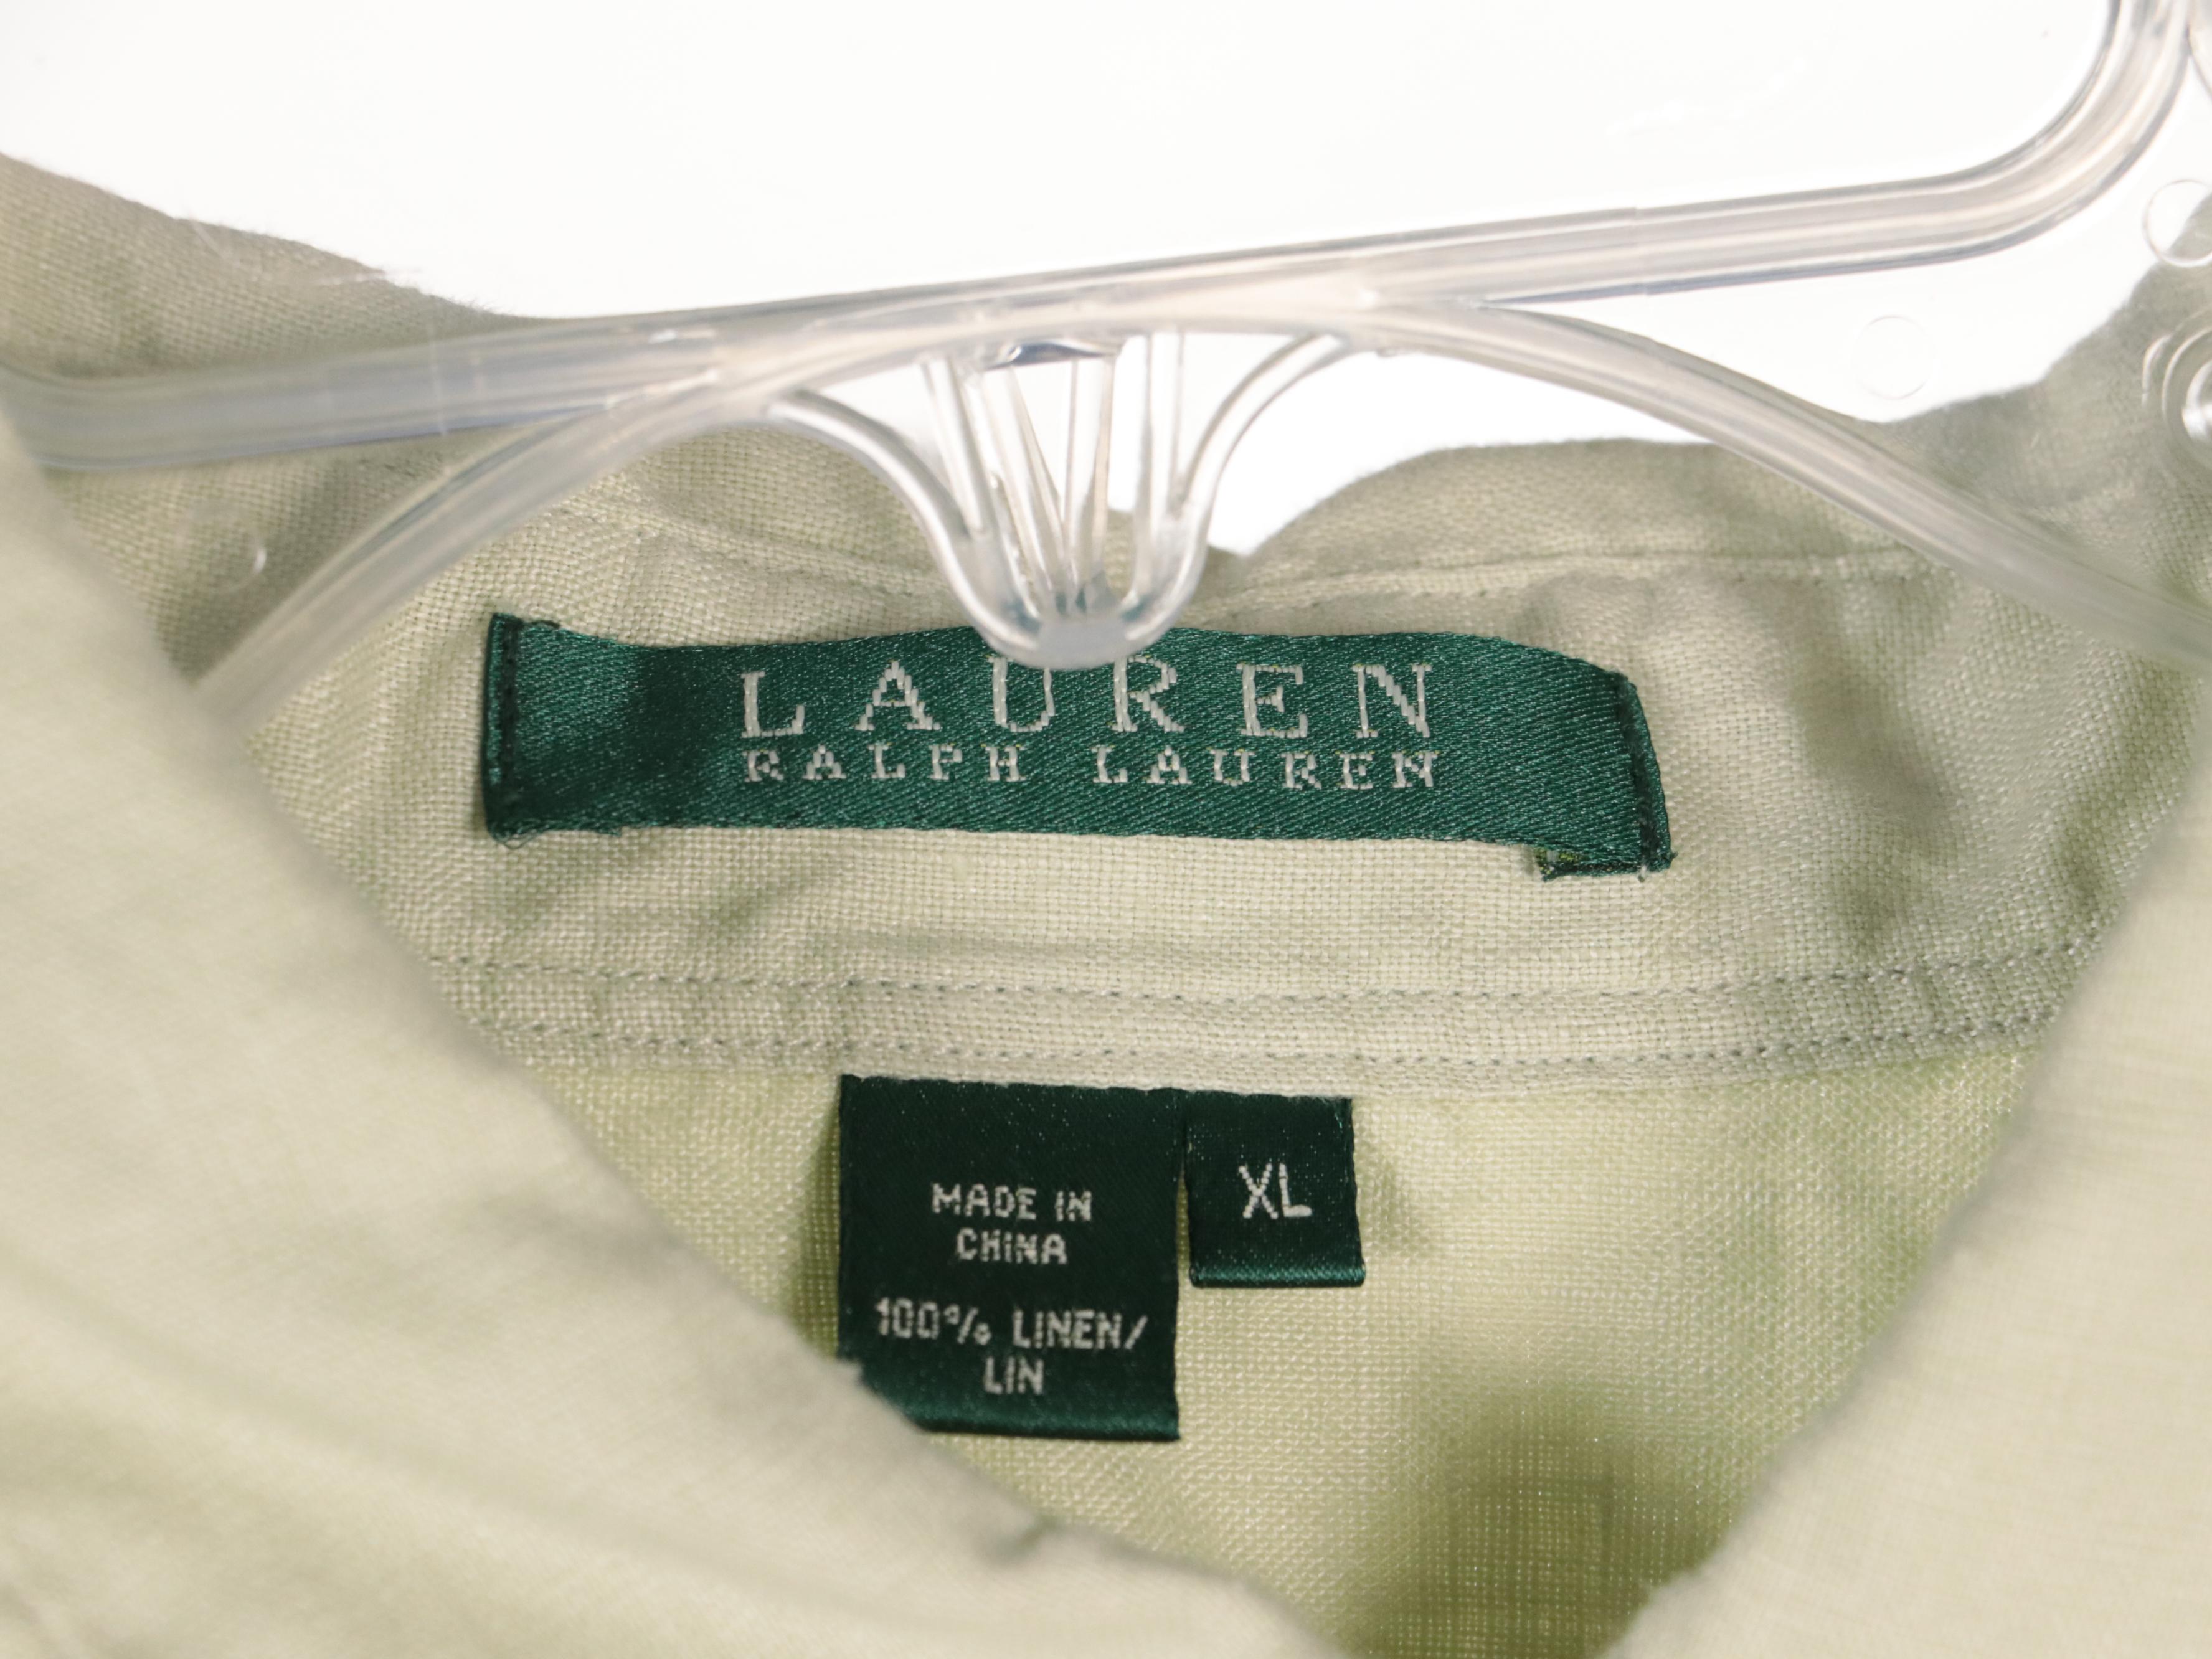 LAUREN
RALPH LAUREN
MADE IN
CHINA
100% LINEN/
LIN
XL